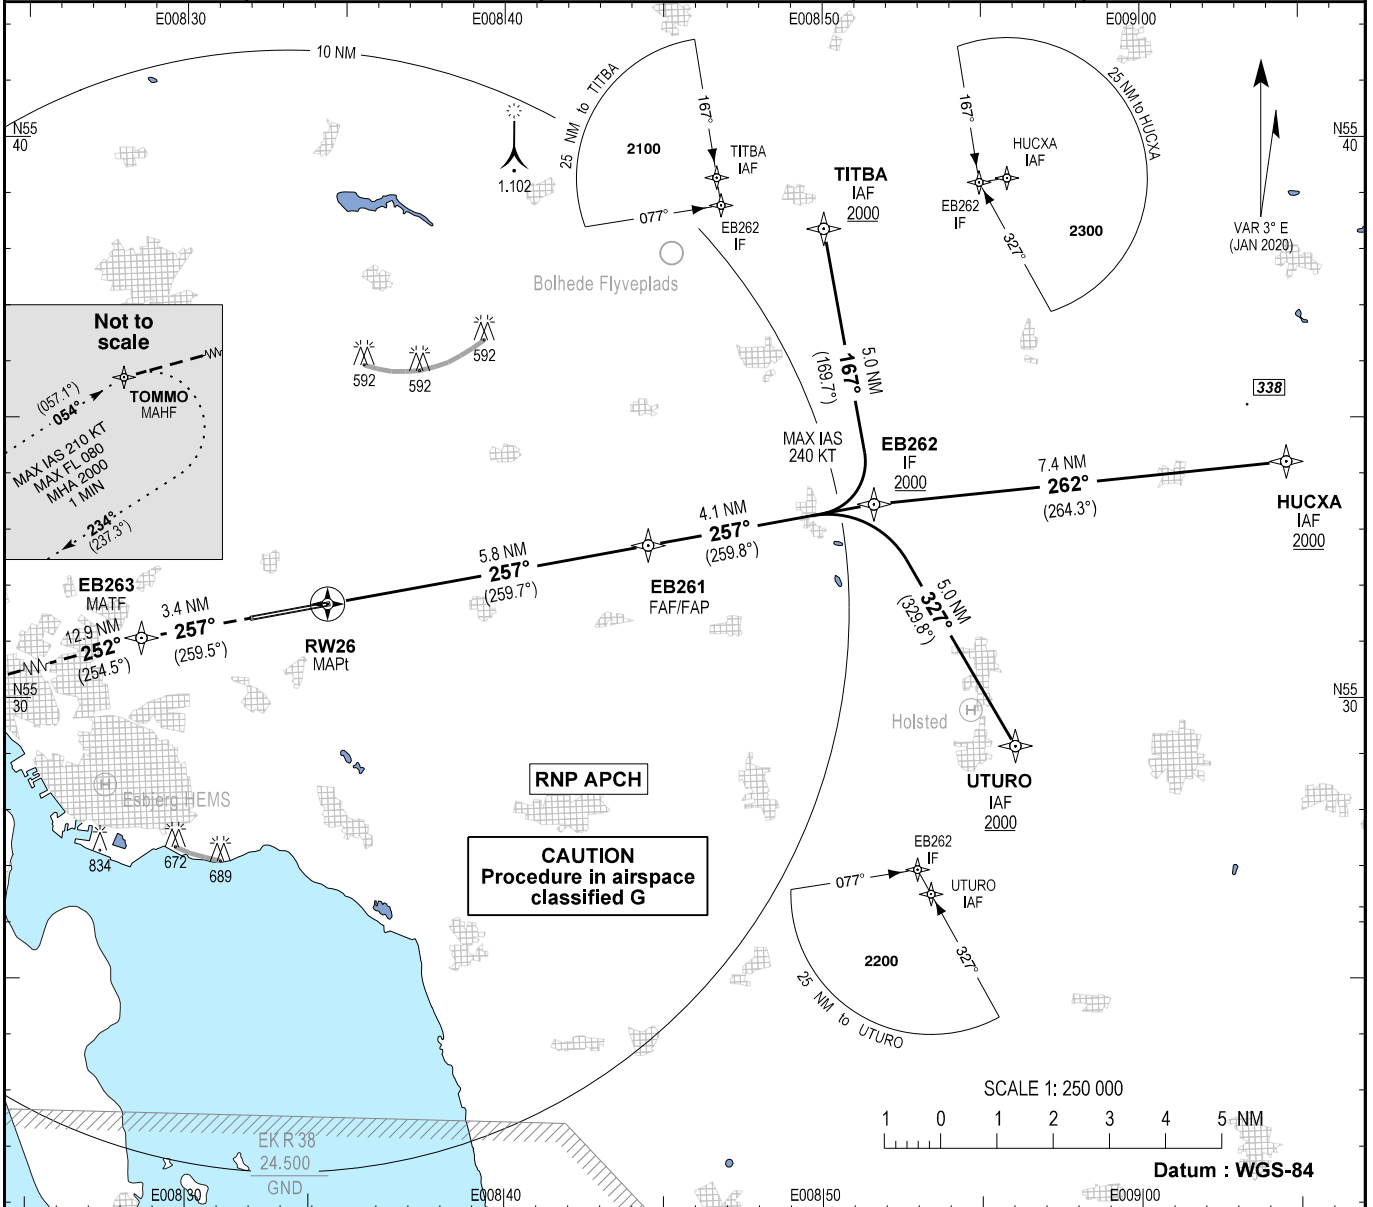 E008 30
E008 40
E008 50
E009 00
10 NM
N55
40
N55
40
1.102
25 NM to TITBA
2100
167°
TITBA
IAF
077°
EB262
IF
TITBA
IAF
2000
167°
HUCXA
IAF
EB262
IF
327°
2300
25 NM to HUCXA
VAR 3° E
(JAN 2020)
Bolhede Flyveplads
Not to
scale
TOMMO
MAHF
(057.1°)
054°
MAX IAS 210 KT
MAX FL 080
MHA 2000
1 MIN
234°
(237.3°)
592
592
592
5.0 NM
167°
(169.7°)
MAX IAS
240 KT
EB262
IF
2000
338
7.4 NM
262°
(264.3°)
HUCXA
IAF
2000
4.1 NM
257°
(259.8°)
5.8 NM
257°
(259.7°)
EB261
FAF/FAP
EB263
MATF
3.4 NM
257°
(259.5°)
12.9 NM
252°
(254.5°)
RW26
MAPt
5.0 NM
327°
(329.8°)
N55
30
N55
30
Holsted
H
UTURO
IAF
2000
H
Esbjerg HEMS
RNP APCH
834
672
689
CAUTION
Procedure in airspace
classified G
EB262
IF
077°
UTURO
IAF
327°
2200
25 NM to UTURO
SCALE 1: 250 000
1 0 1 2 3 4 5 NM
EK R 38
24.500
GND
Datum : WGS-84
E008 30
E008 40
E008 50
E009 00